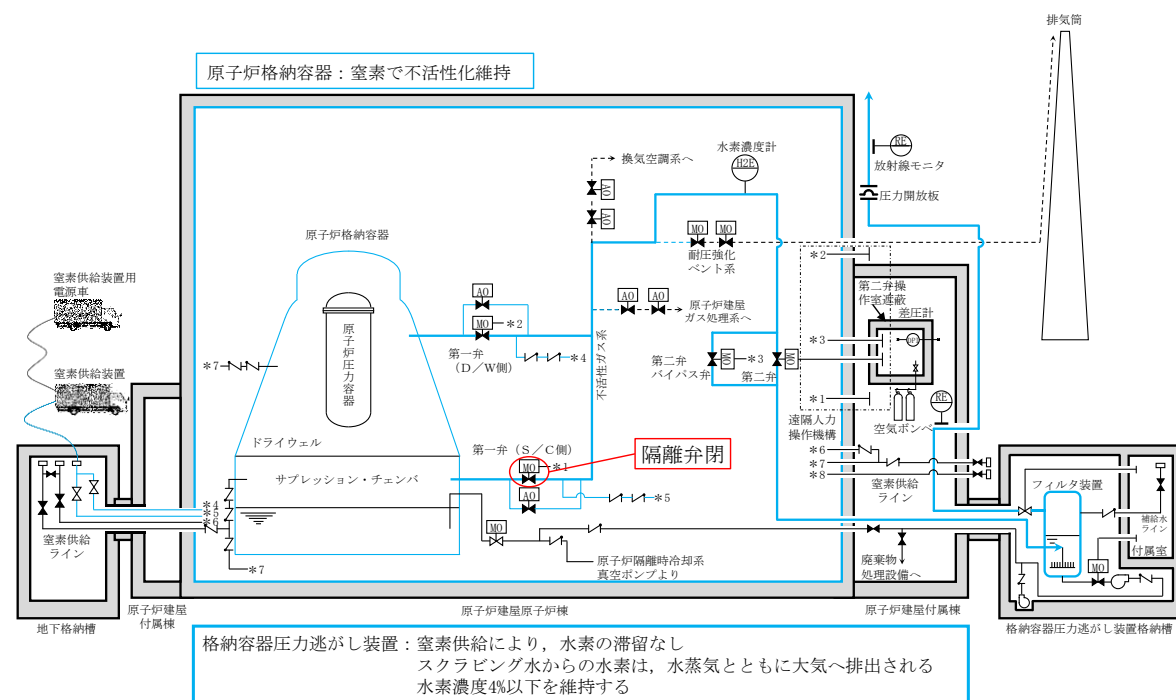 排気筒
原子炉格納容器：窒素で不活性化維持
水素濃度計
H2E
換気空調系へ
AO
AO
RE
放射線モニタ
圧力開放板
原子炉格納容器
MO
MO
耐圧強化
ベント系
＊2
窒素供給装置用
電源車
AO
MO
＊2
第一弁
（D／W側）
＊4
AO
AO
原子炉建屋
ガス処理系へ
不活性ガス系
原子炉圧力容器
第二弁操
作室遮蔽
差圧計
DP
＊3
＊7
窒素供給装置
第二弁
バイパス弁
MO
＊3
第二弁
MO
＊1
遠隔人力
操作機構
空気ボンベ
RE
ドライウェル
第一弁（S／C側）
MO
＊1
隔離弁閉
AO
＊5
サプレッション・チェンバ
＊6
＊7
＊8
窒素供給
ライン
フィルタ装置
補給水
ライン
付属室
MO
＊4
＊5
＊6
窒素供給
ライン
＊7
MO
原子炉隔離時冷却系
真空ポンプより
廃棄物
処理設備へ
原子炉建屋
付属棟
原子炉建屋原子炉棟
原子炉建屋付属棟
地下格納槽
格納容器圧力逃がし装置格納槽
格納容器圧力逃がし装置：窒素供給により，水素の滞留なし
スクラビング水からの水素は，水蒸気とともに大気へ排出される
水素濃度4%以下を維持する